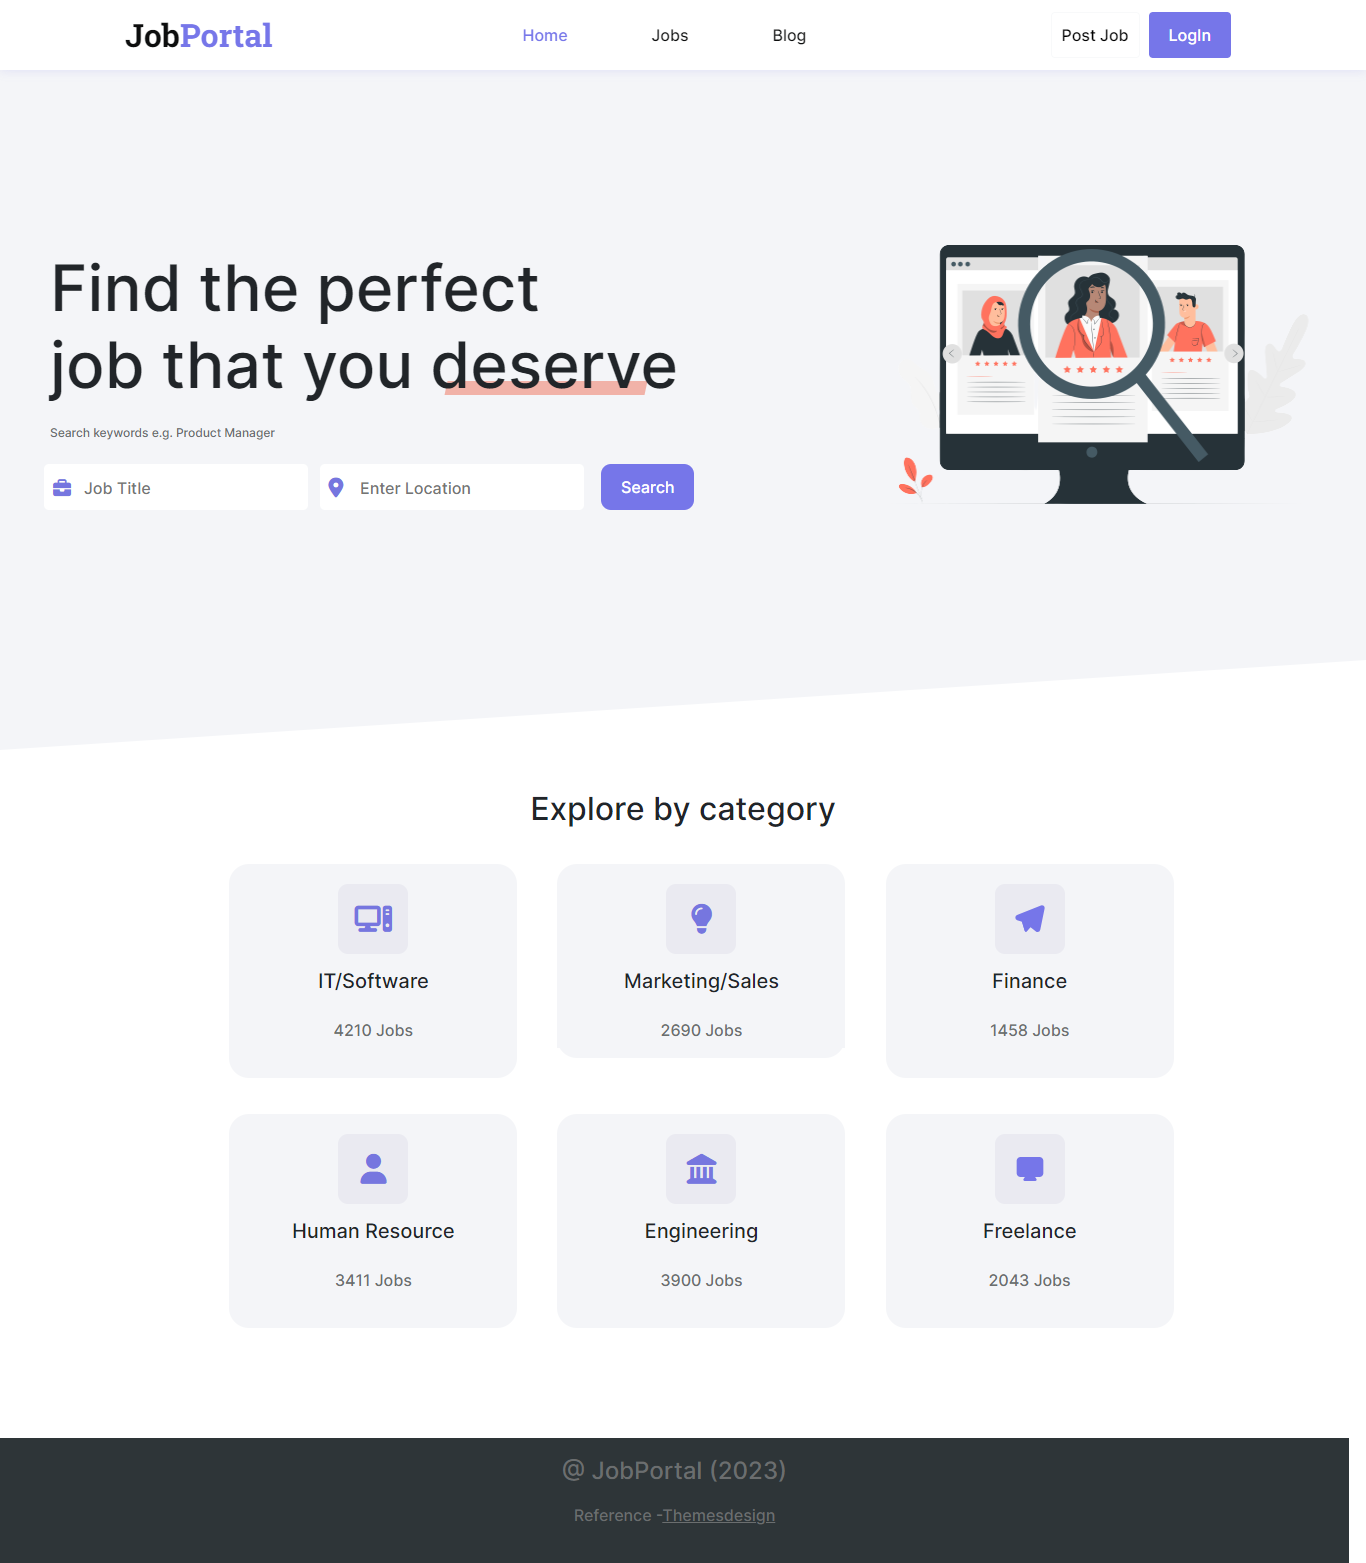 JobPortal
Home
Jobs
Blog
Post Job
LogIn
Find the perfect
job that you deserve
Search keywords e.g. Product Manager
Job Title
Enter Location
Search
Explore by category
IT/Software
4210 Jobs
Marketing/Sales
2690 Jobs
Finance
1458 Jobs
Human Resource
3411 Jobs
Engineering
3900 Jobs
Freelance
2043 Jobs
@ JobPortal (2023)
Reference -Themesdesign